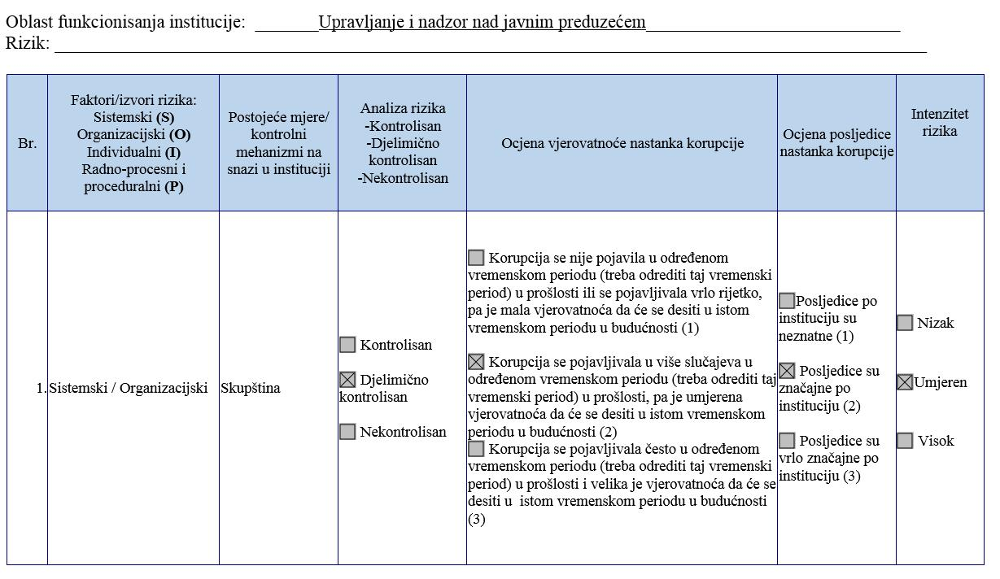 Oblast funkcionisanja institucije: _______Upravljanje i nadzor nad javnim preduzećem____________________________
Rizik: ________________________________________________________________________________
Br.
Faktori/izvori rizika:
Sistemski (S)
Organizacijski (O)
Individualni (I)
Radno-procesni i
proceduralni (P)
Postojeće mjere/
kontrolni
mehanizmi na
snazi u instituciji
Analiza rizika
-Kontrolisan
-Djelimično
kontrolisan
-Nekontrolisan
Ocjena vjerovatnoće nastanka korupcije
Ocjena posljedice
nastanka korupcije
Intenzitet
rizika
1.
Sistemski / Organizacijski
Skupština
☐ Kontrolisan
☒ Djelimično
kontrolisan
☐ Nekontrolisan
☐ Korupcija se nije pojavila u određenom
vremenskom periodu (treba odrediti taj vremenski
period) u prošlosti ili se pojavljivala vrlo rijetko,
pa je mala vjerovatnoća da će se desiti u istom
vremenskom periodu u budućnosti (1)
☒ Korupcija se pojavljivala u više slučajeva u
određenom vremenskom periodu (treba odrediti taj
vremenski period) u prošlosti, pa je umjerena
vjerovatnoća da će se desiti u istom vremenskom
periodu u budućnosti (2)
☐ Korupcija se pojavljivala često u određenom
vremenskom periodu (treba odrediti taj vremenski
period) u prošlosti i velika je vjerovatnoća da će se
desiti u  istom vremenskom periodu u budućnosti
(3)
☐Posljedice po
instituciju su
neznatne (1)
☒ Posljedice su
značajne po
instituciju (2)
☐ Posljedice su
vrlo značajne po
instituciju (3)
☐ Nizak
☒Umjeren
☐ Visok